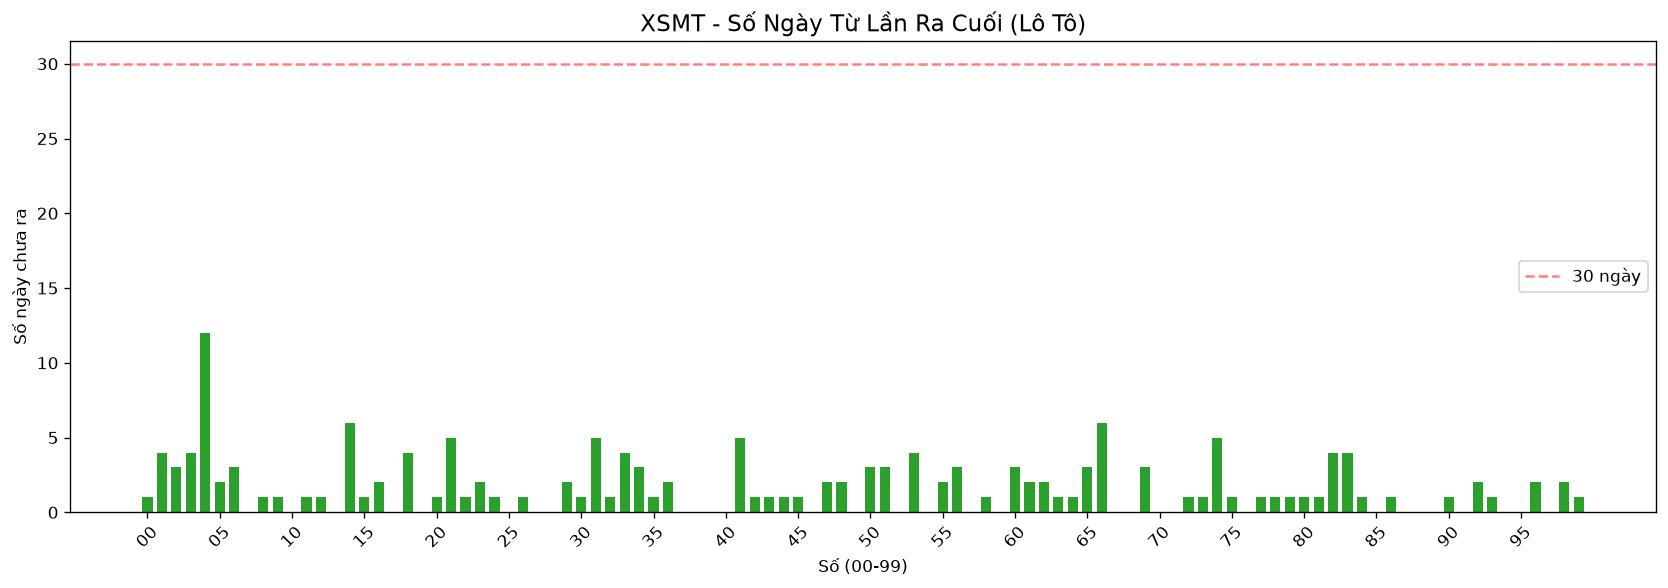 XSMT - Số Ngày Từ Lần Ra Cuối (Lô Tô)
Số ngày chưa ra
30
25
20
15
10
5
0
30 ngày
00 05 10 15 20 25 30 35 40 45 50 55 60 65 70 75 80 85 90 95
Số (00-99)